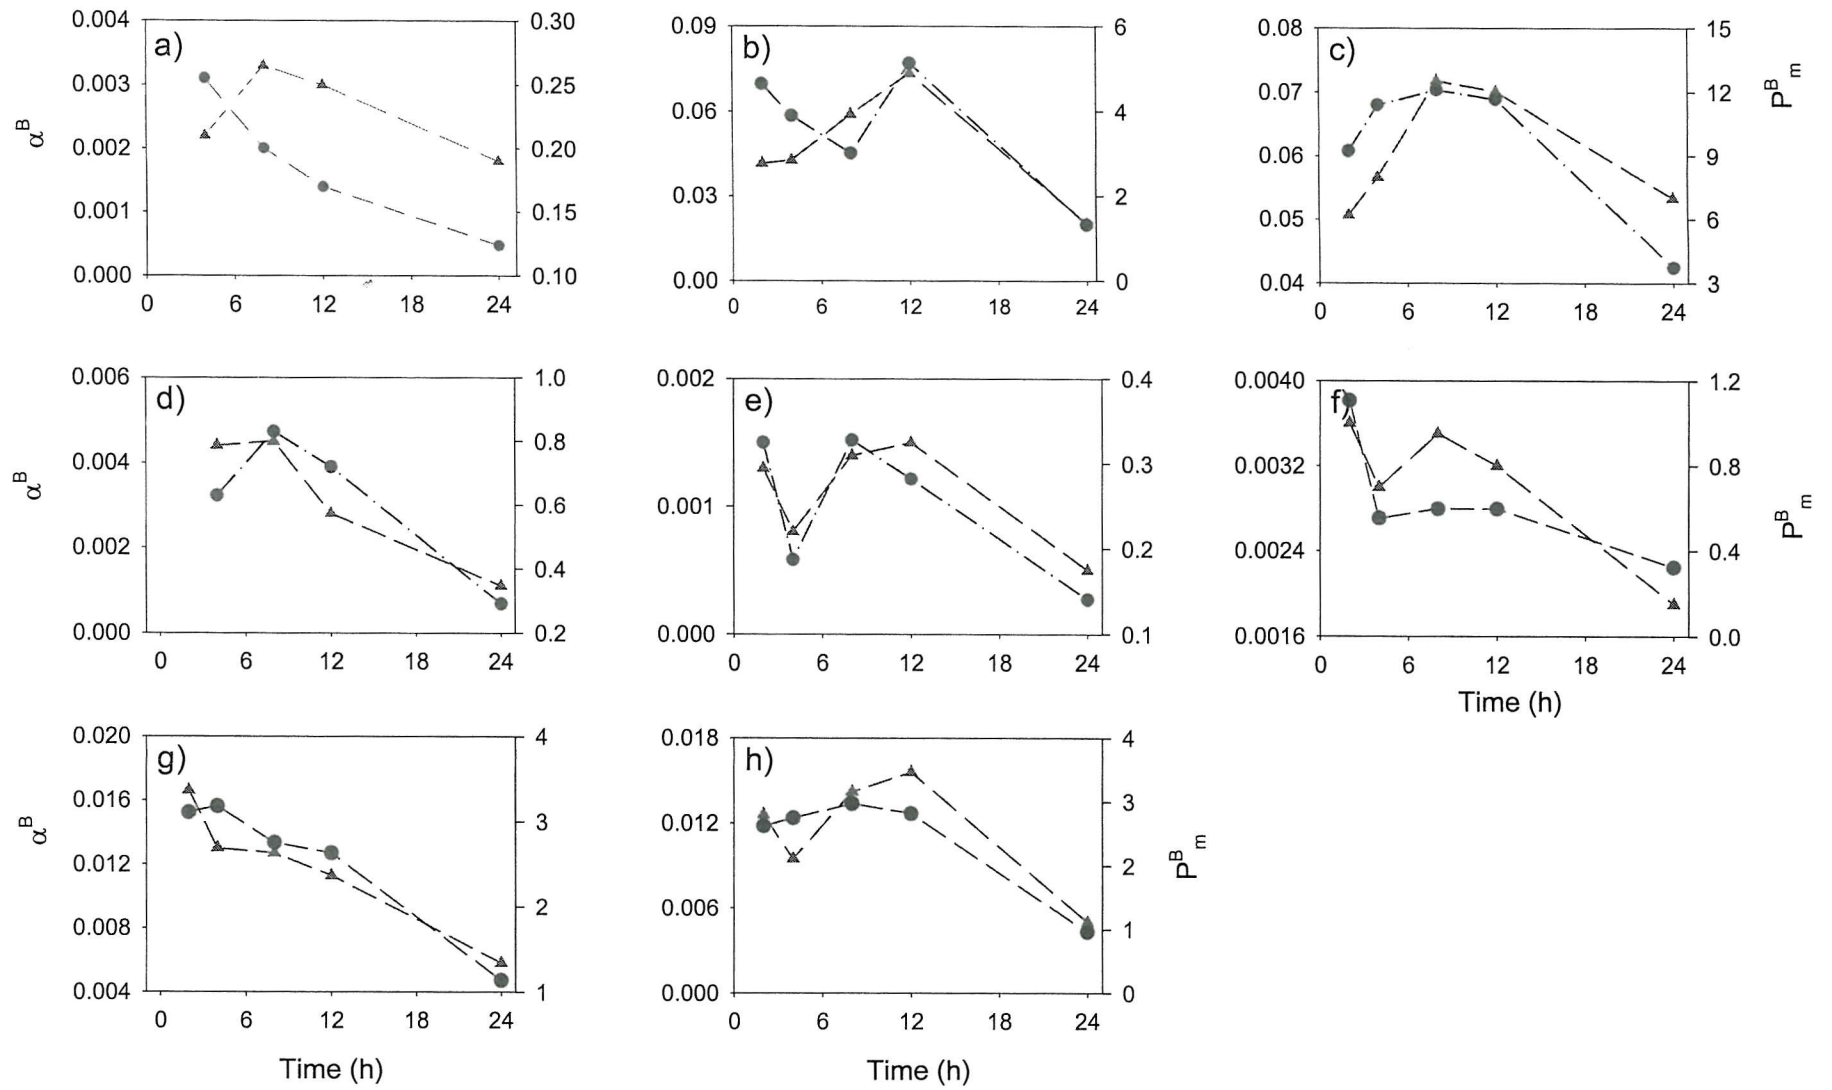 a)
0.004
0.003
0.002
0.001
0.000
0.30
0.25
0.20
0.15
0.10
0 6 12 18 24
α^B
b)
0.09
0.06
0.03
0.00
6
4
2
0
0 6 12 18 24
c)
0.08
0.07
0.06
0.05
0.04
15
12
9
6
3
0 6 12 18 24
P^B_m
d)
0.006
0.004
0.002
0.000
1.0
0.8
0.6
0.4
0.2
0 6 12 18 24
α^B
e)
0.002
0.001
0.000
0.4
0.3
0.2
0.1
0 6 12 18 24
f)
0.0040
0.0032
0.0024
0.0016
1.2
0.8
0.4
0.0
0 6 12 18 24
P^B_m
Time (h)
g)
0.020
0.016
0.012
0.008
0.004
4
3
2
1
0 6 12 18 24
α^B
Time (h)
h)
0.018
0.012
0.006
0.000
4
3
2
1
0
0 6 12 18 24
P^B_m
Time (h)